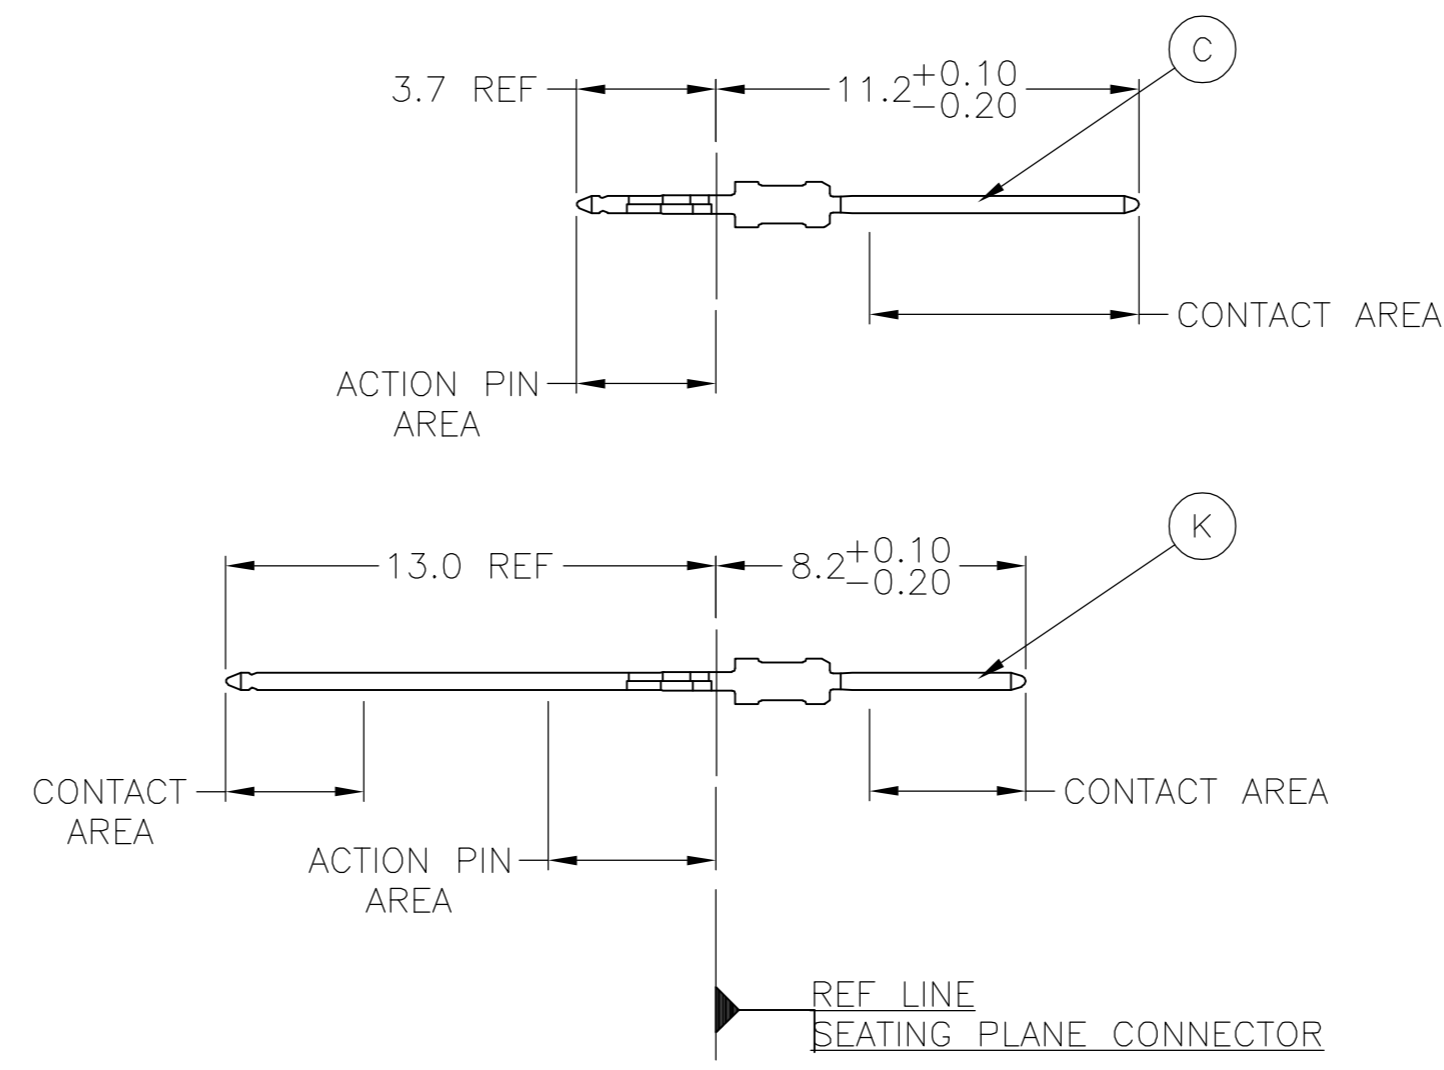 C
3.7 REF
11.2+0.10
-0.20
CONTACT AREA
ACTION PIN
AREA
K
13.0 REF
8.2+0.10
-0.20
CONTACT
AREA
CONTACT AREA
ACTION PIN
AREA
REF LINE
SEATING PLANE CONNECTOR